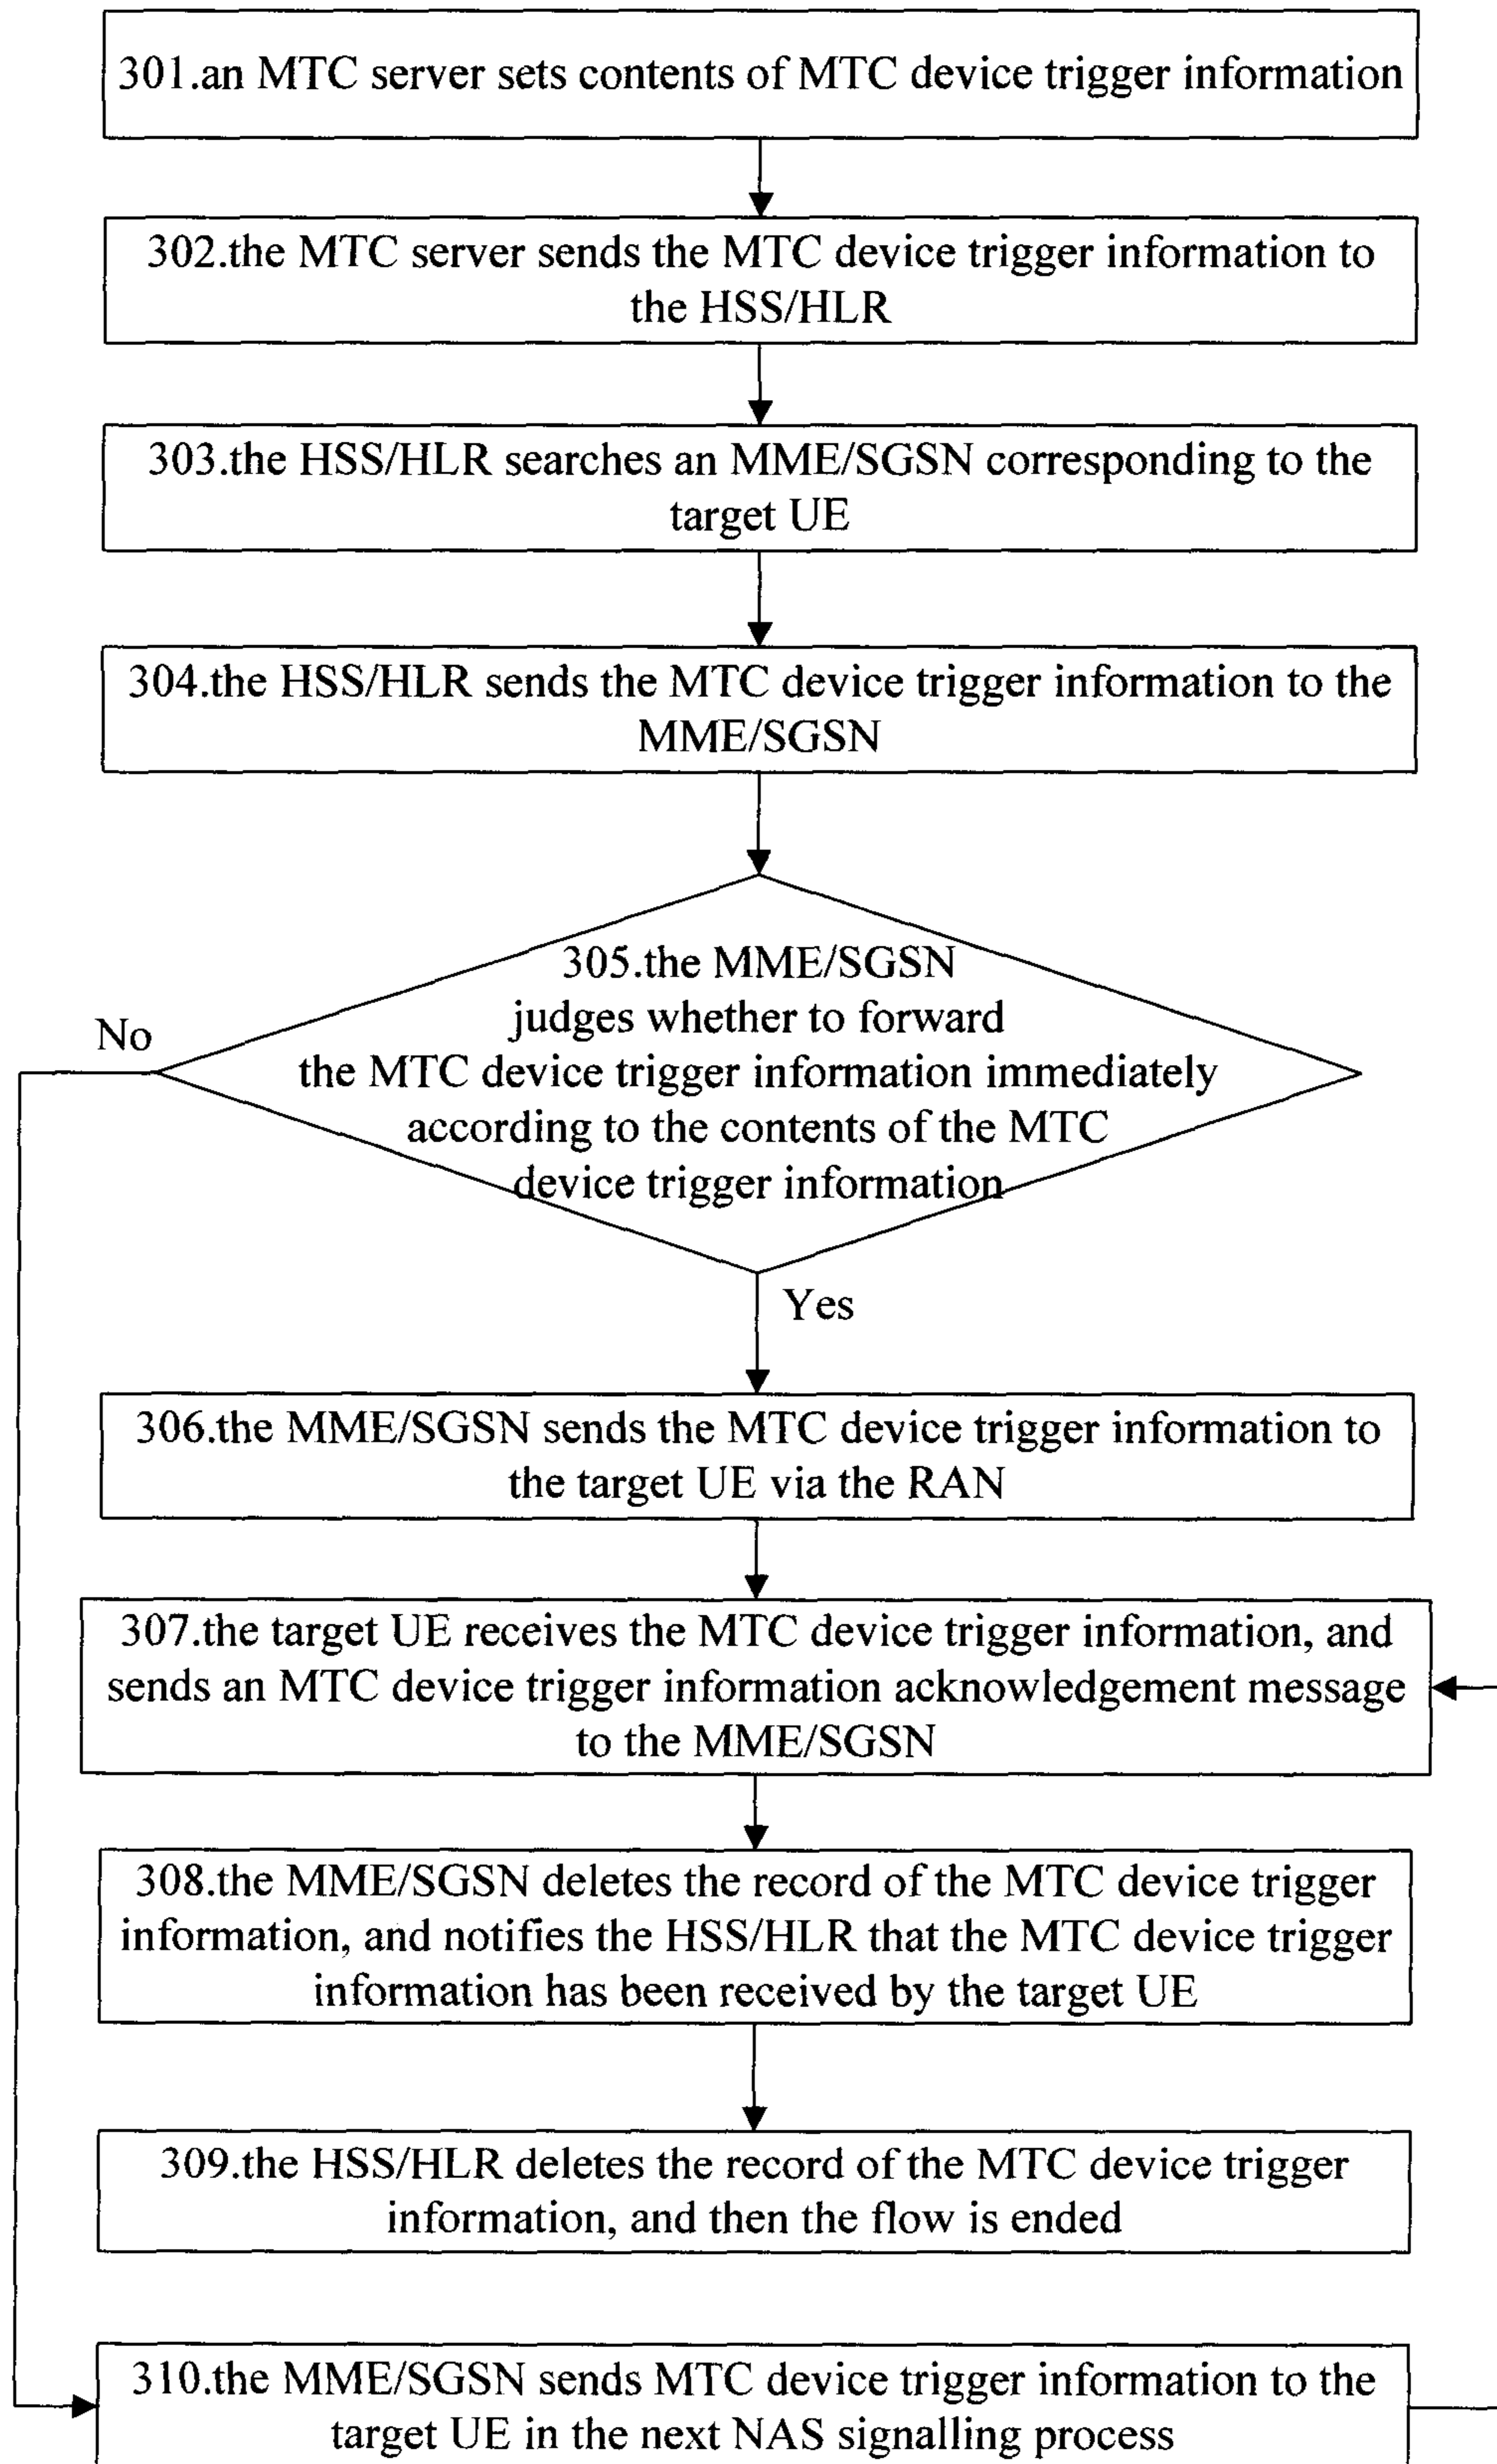 301.an MTC server sets contents of MTC device trigger information
302.the MTC server sends the MTC device trigger information to
the HSS/HLR
303.the HSS/HLR searches an MME/SGSN corresponding to the
target UE
304.the HSS/HLR sends the MTC device trigger information to the
MME/SGSN
305.the MME/SGSN
judges whether to forward
the MTC device trigger information immediately
according to the contents of the MTC
device trigger information
No
Yes
306.the MME/SGSN sends the MTC device trigger information to
the target UE via the RAN
307.the target UE receives the MTC device trigger information, and
sends an MTC device trigger information acknowledgement message
to the MME/SGSN
308.the MME/SGSN deletes the record of the MTC device trigger
information, and notifies the HSS/HLR that the MTC device trigger
information has been received by the target UE
309.the HSS/HLR deletes the record of the MTC device trigger
information, and then the flow is ended
310.the MME/SGSN sends MTC device trigger information to the
target UE in the next NAS signalling process